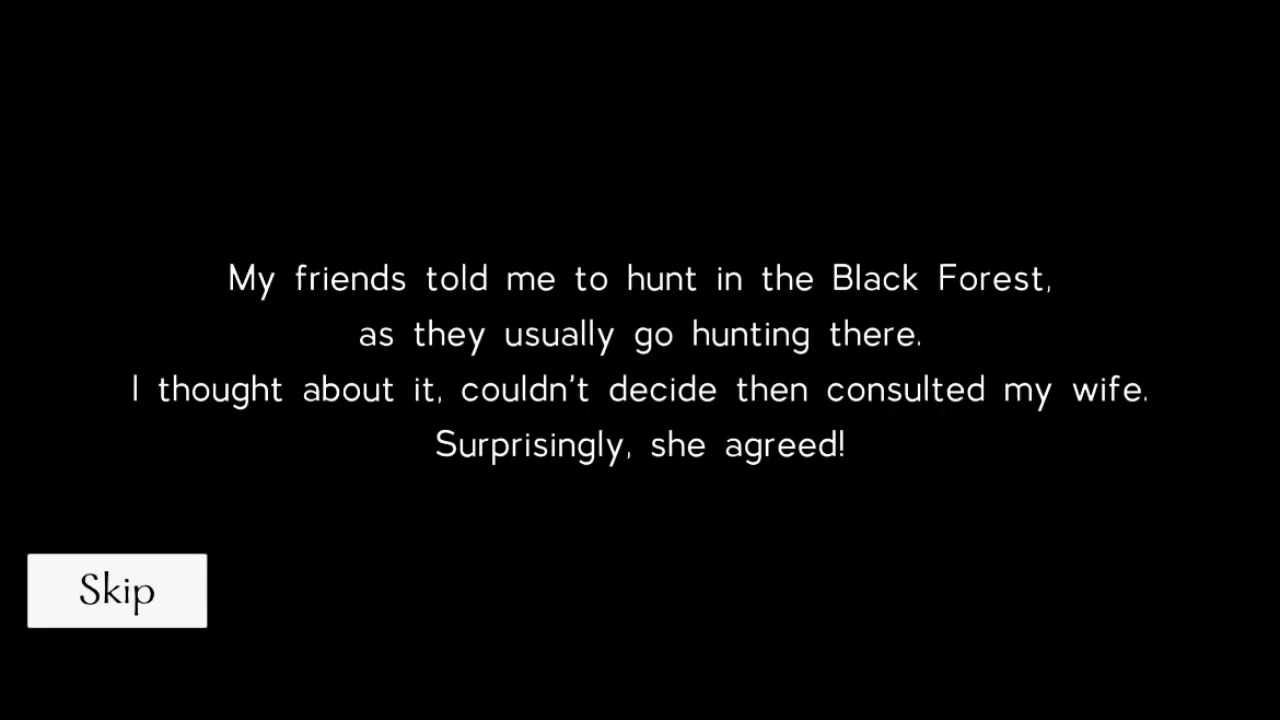 My friends told me to hunt in the Black Forest,
as they usually go hunting there.
I thought about it, couldn't decide then consulted my wife.
Surprisingly, she agreed!
Skip